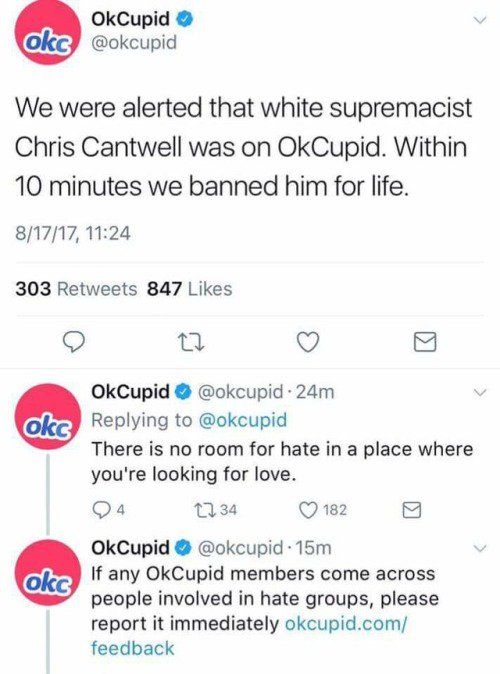 OkCupid
okc @okcupid
We were alerted that white supremacist
Chris Cantwell was on OkCupid. Within
10 minutes we banned him for life.
8/17/17, 11:24
303 Retweets 847 Likes
OkCupid @okcupid · 24m
okc Replying to @okcupid
There is no room for hate in a place where
you're looking for love.
4 34 182
OkCupid @okcupid · 15m
okc If any OkCupid members come across
people involved in hate groups, please
report it immediately okcupid.com/
feedback